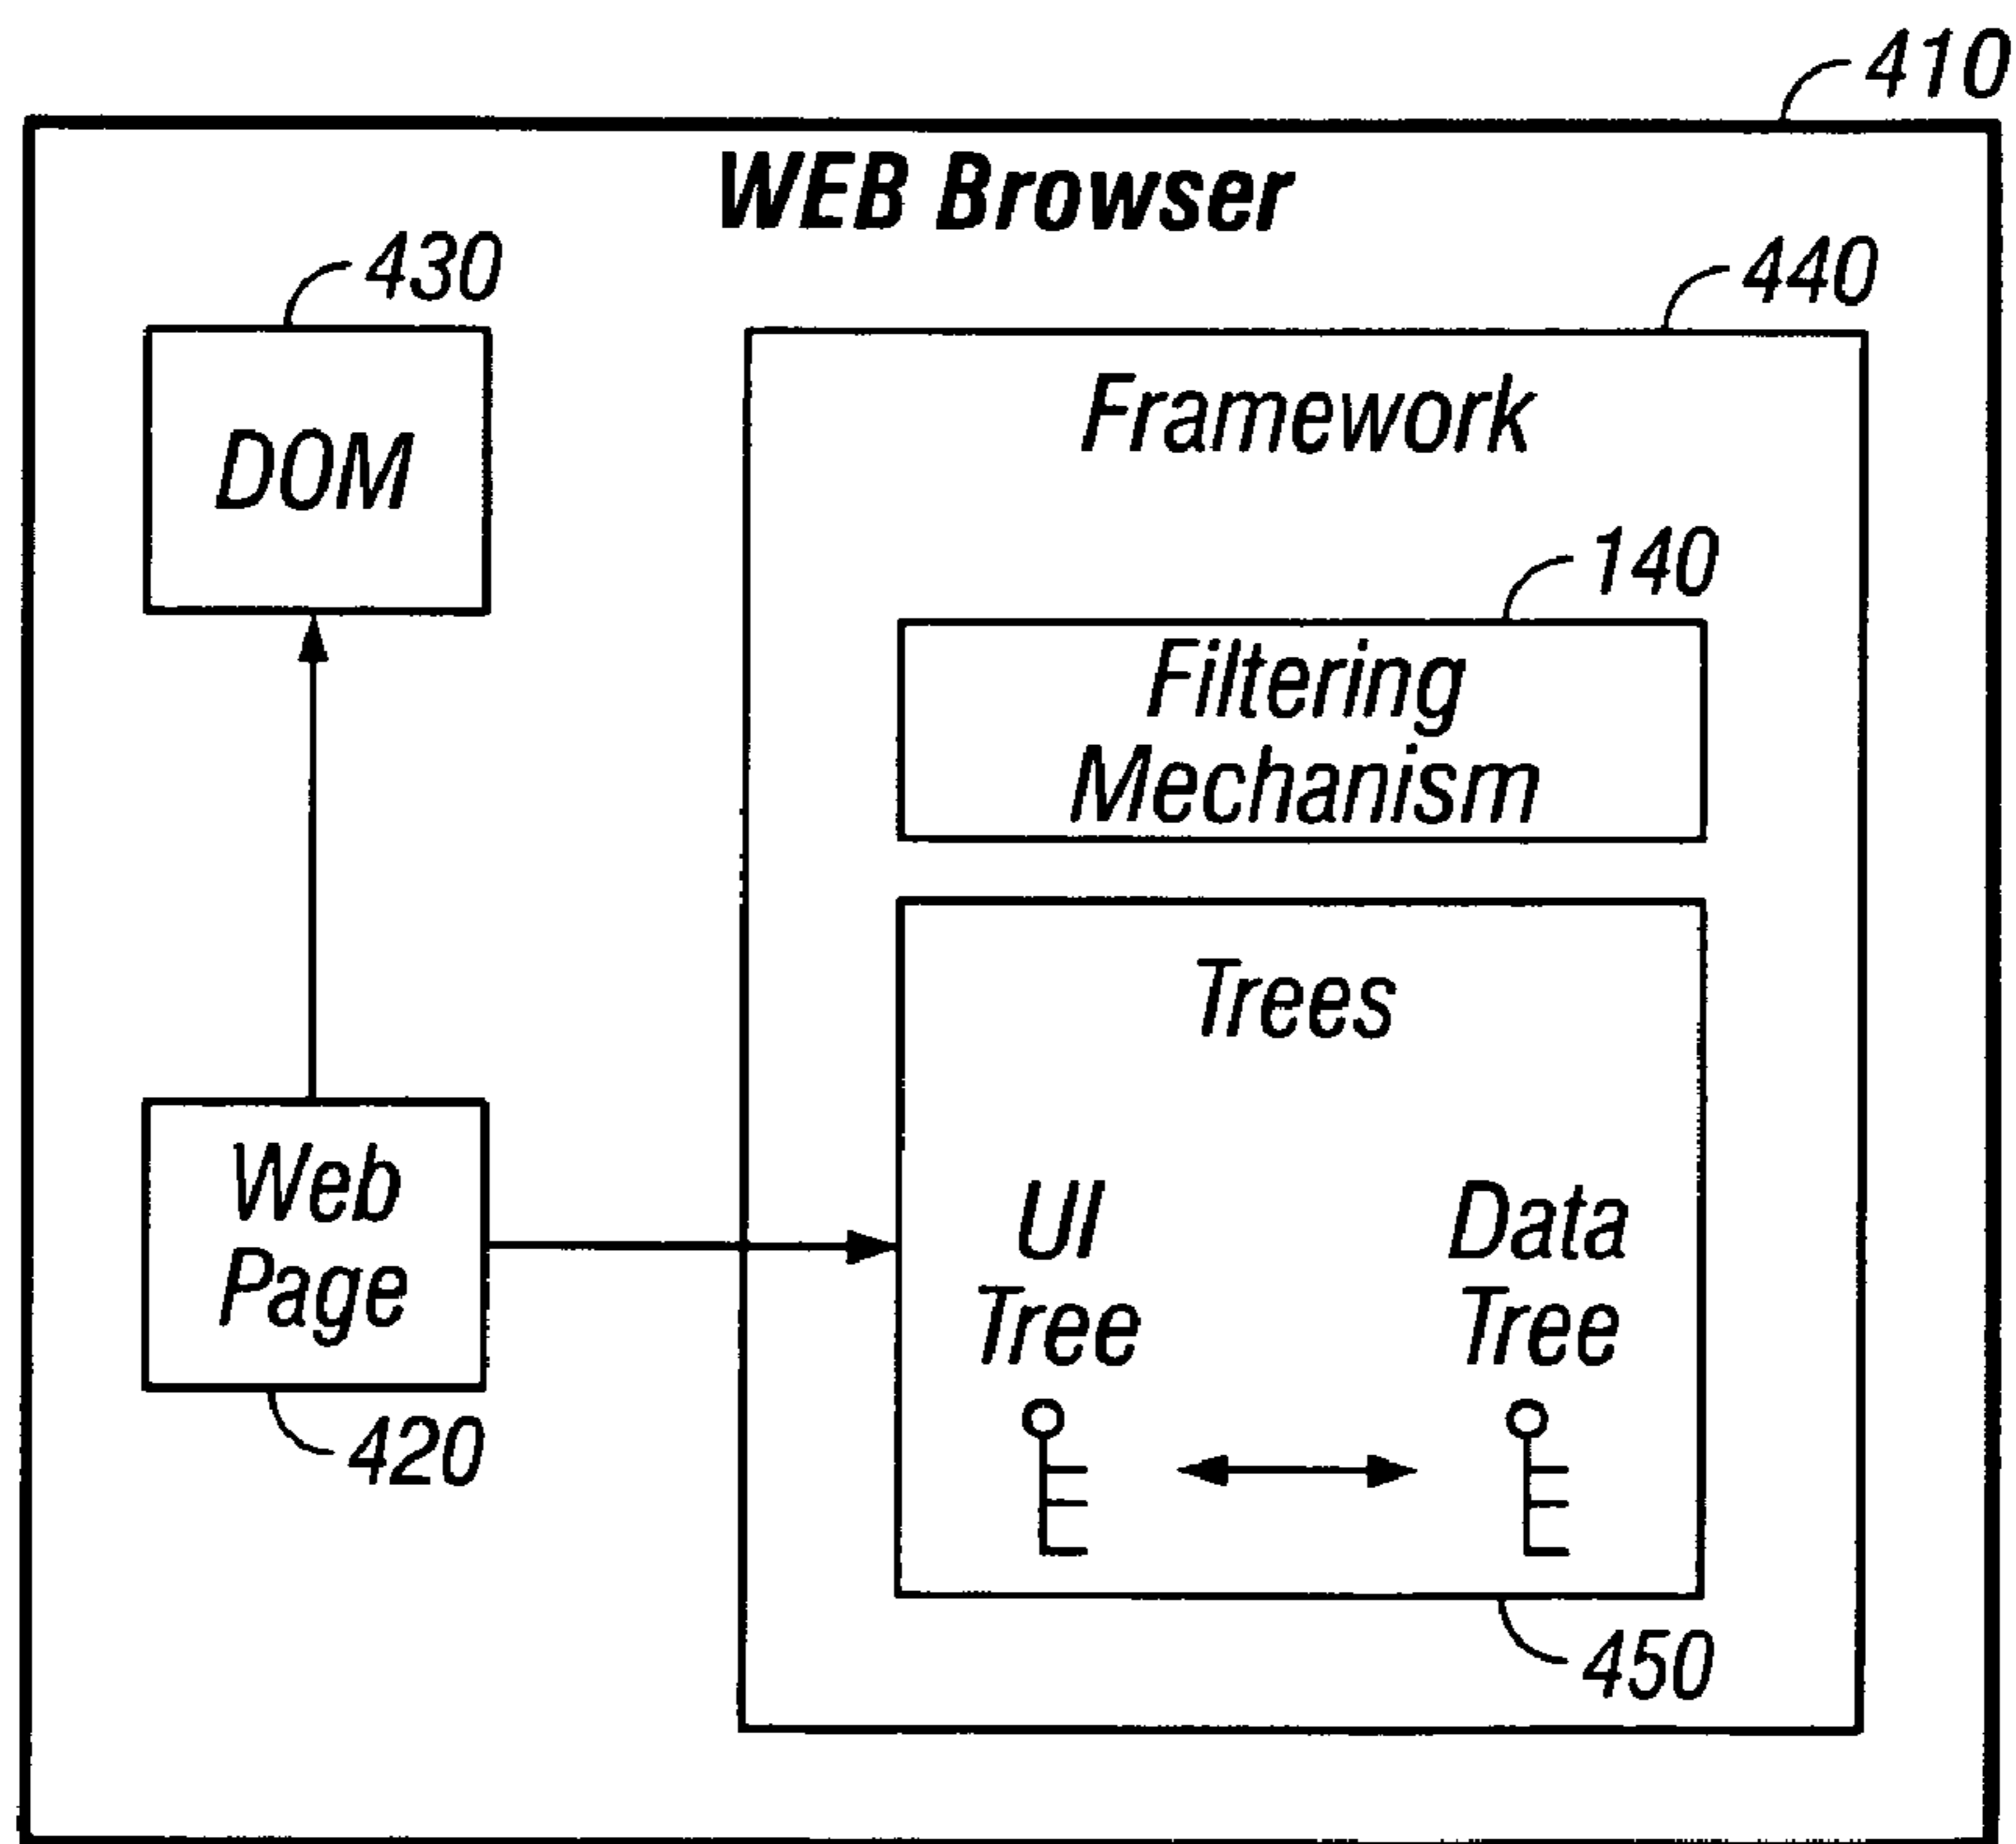 410
WEB Browser
430
440
DOM
Framework
140
Filtering
Mechanism
Trees
Web
Page
420
UI
Tree
Data
Tree
450